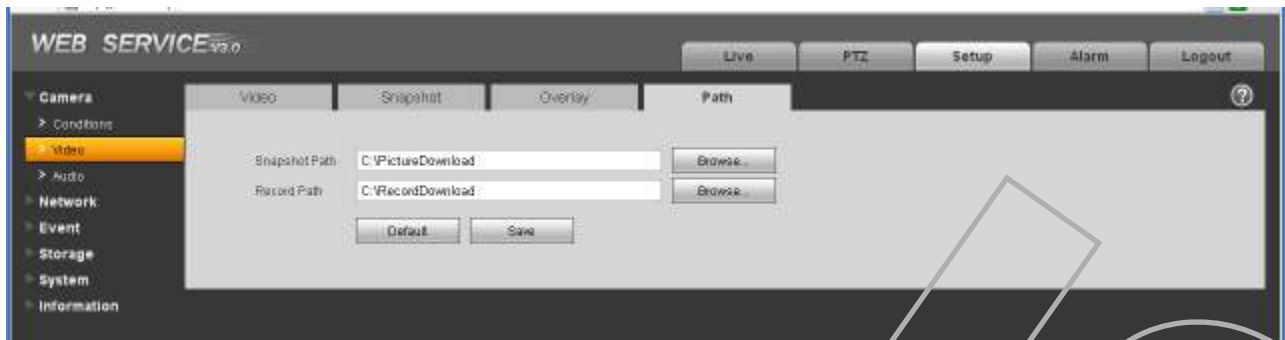 WEB SERVICE V3.0
Live PTZ Setup Alarm Logout
Camera
Video Snapshot Overlay Path
> Conditions
> Video
Snapshot Path C:\PictureDownload Browse...
> Audio
Record Path C:\RecordDownload Browse...
Network
Event
Default Save
Storage
System
Information